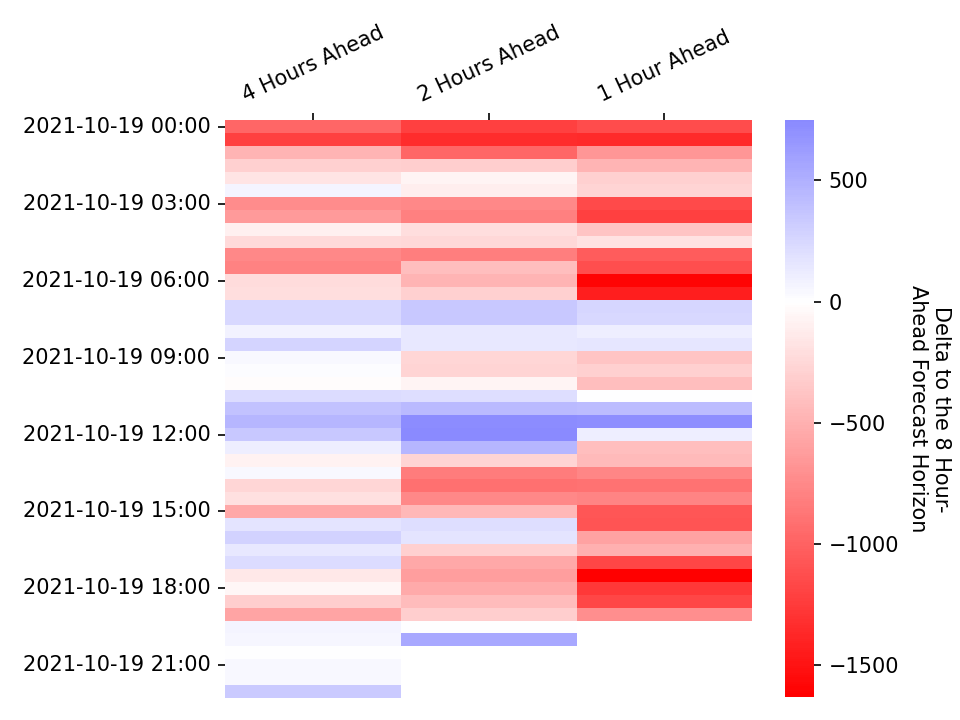 4 Hours Ahead
2 Hours Ahead
1 Hour Ahead
2021-10-19 00:00
2021-10-19 03:00
2021-10-19 06:00
2021-10-19 09:00
2021-10-19 12:00
2021-10-19 15:00
2021-10-19 18:00
2021-10-19 21:00
500
0
−500
−1000
−1500
Delta to the 8 Hour-
Ahead Forecast Horizon